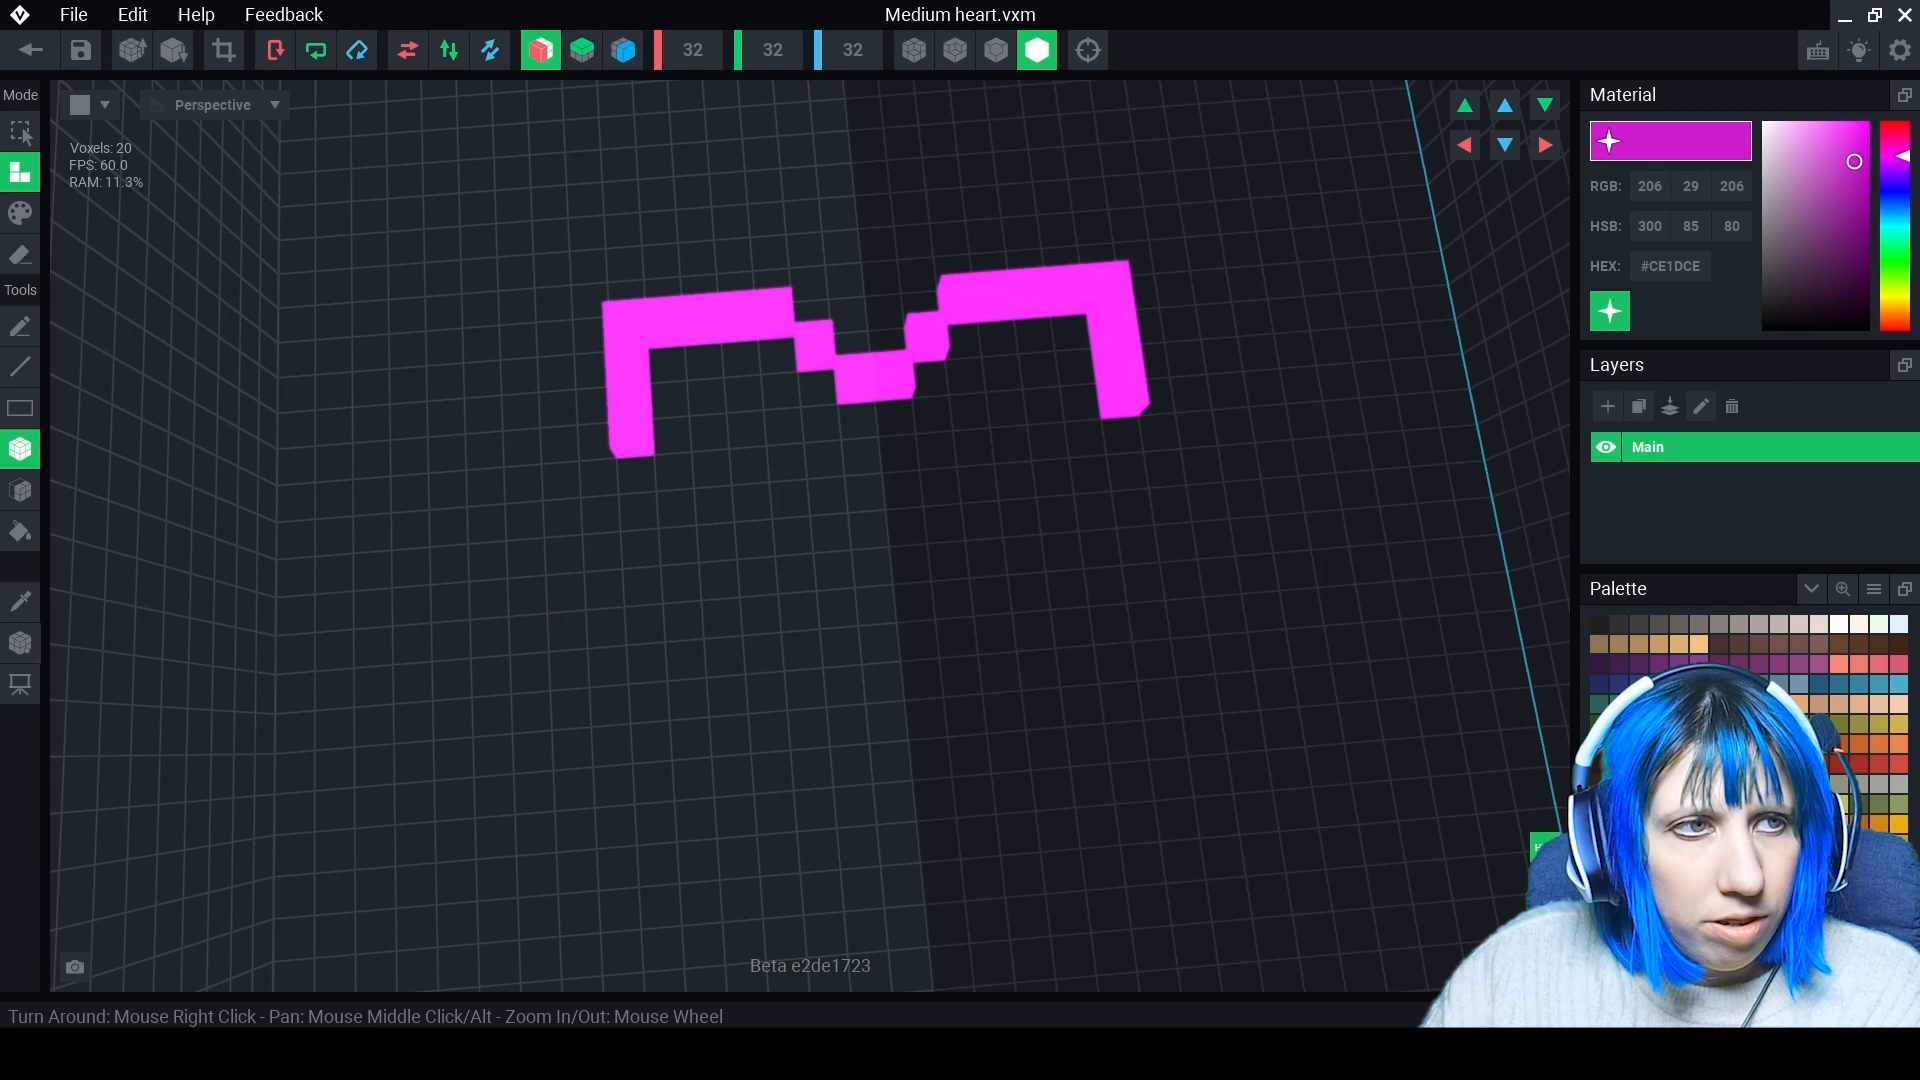 File Edit Help Feedback Medium heart.vxm
32 32 32
Mode Perspective Material
Voxels: 20
FPS: 60.0
RAM: 11.3%
RGB: 206 29 206
HSB: 300 85 80
HEX: #CE1DCE
Tools
Layers
Main
Palette
Beta e2de1723
Turn Around: Mouse Right Click - Pan: Mouse Middle Click/Alt - Zoom In/Out: Mouse Wheel